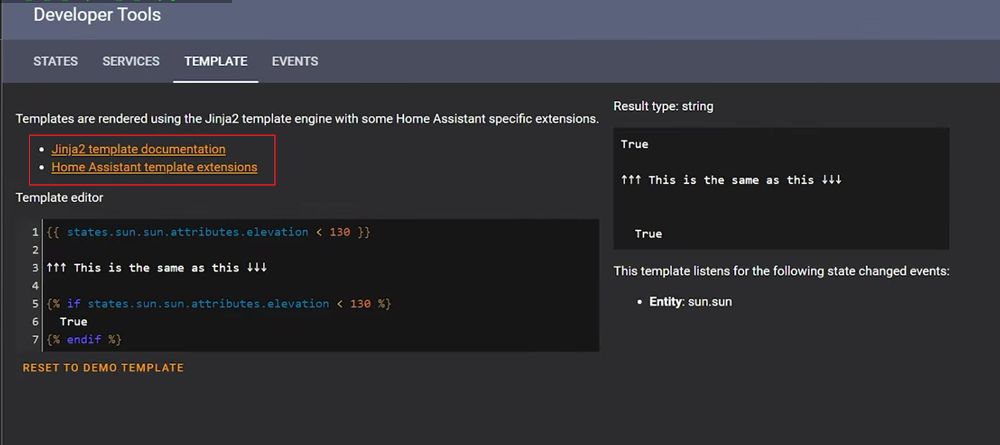 Developer Tools
STATES SERVICES TEMPLATE EVENTS
Templates are rendered using the Jinja2 template engine with some Home Assistant specific extensions.
• Jinja2 template documentation
• Home Assistant template extensions
Template editor
1 {{ states.sun.sun.attributes.elevation < 130 }}
2
3 ↑↑↑ This is the same as this ↓↓↓
4
5 {% if states.sun.sun.attributes.elevation < 130 %}
6 True
7 {% endif %}
RESET TO DEMO TEMPLATE
Result type: string
True
↑↑↑ This is the same as this ↓↓↓
True
This template listens for the following state changed events:
• Entity: sun.sun